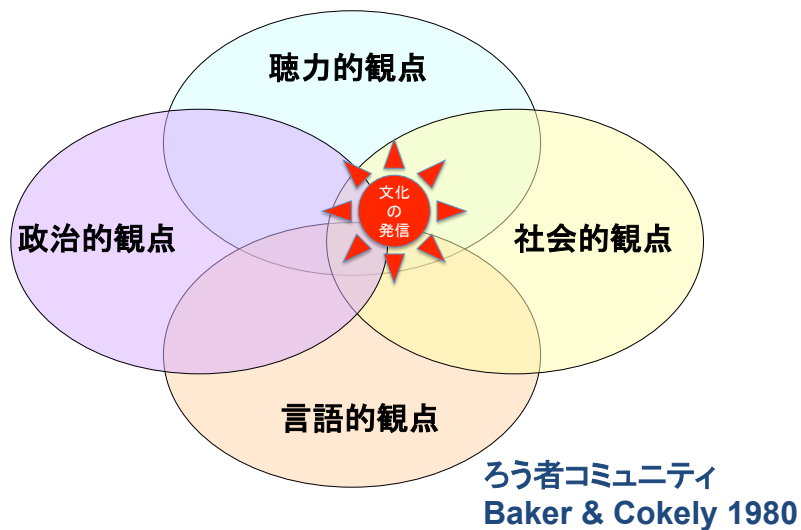 聴力的観点
文化
の
発信
政治的観点
社会的観点
言語的観点
ろう者コミュニティ
Baker & Cokely 1980